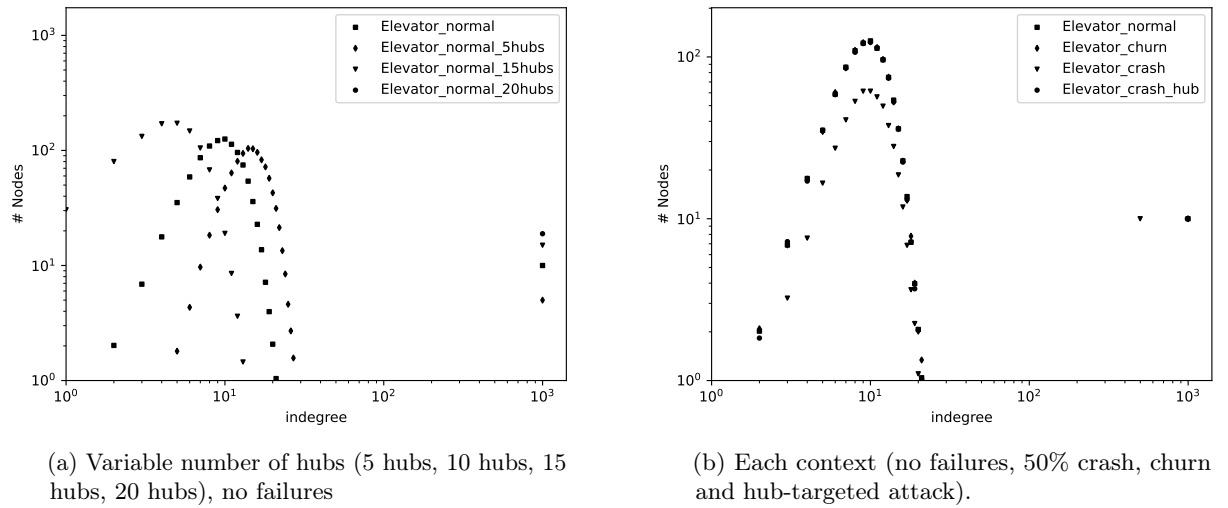 Elevator_normal
Elevator_normal_5hubs
Elevator_normal_15hubs
Elevator_normal_20hubs
10³
10²
10¹
10⁰
# Nodes
10⁰ 10¹ 10² 10³
indegree
(a) Variable number of hubs (5 hubs, 10 hubs, 15
hubs, 20 hubs), no failures
Elevator_normal
Elevator_churn
Elevator_crash
Elevator_crash_hub
10²
10¹
10⁰
# Nodes
10⁰ 10¹ 10² 10³
indegree
(b) Each context (no failures, 50% crash, churn
and hub-targeted attack).